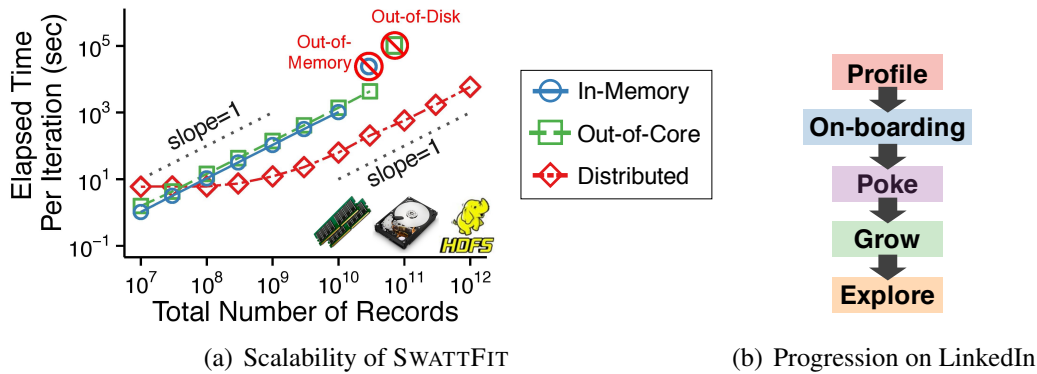 Elapsed Time
Per Iteration (sec)
10^5
10^3
10^1
10^−1
Out-of-
Memory
Out-of-Disk
slope=1
slope=1
HDFS
10^7
10^8
10^9
10^10
10^11
10^12
Total Number of Records
In-Memory
Out-of-Core
Distributed
(a) Scalability of SWATTFIT
Profile
On-boarding
Poke
Grow
Explore
(b) Progression on LinkedIn